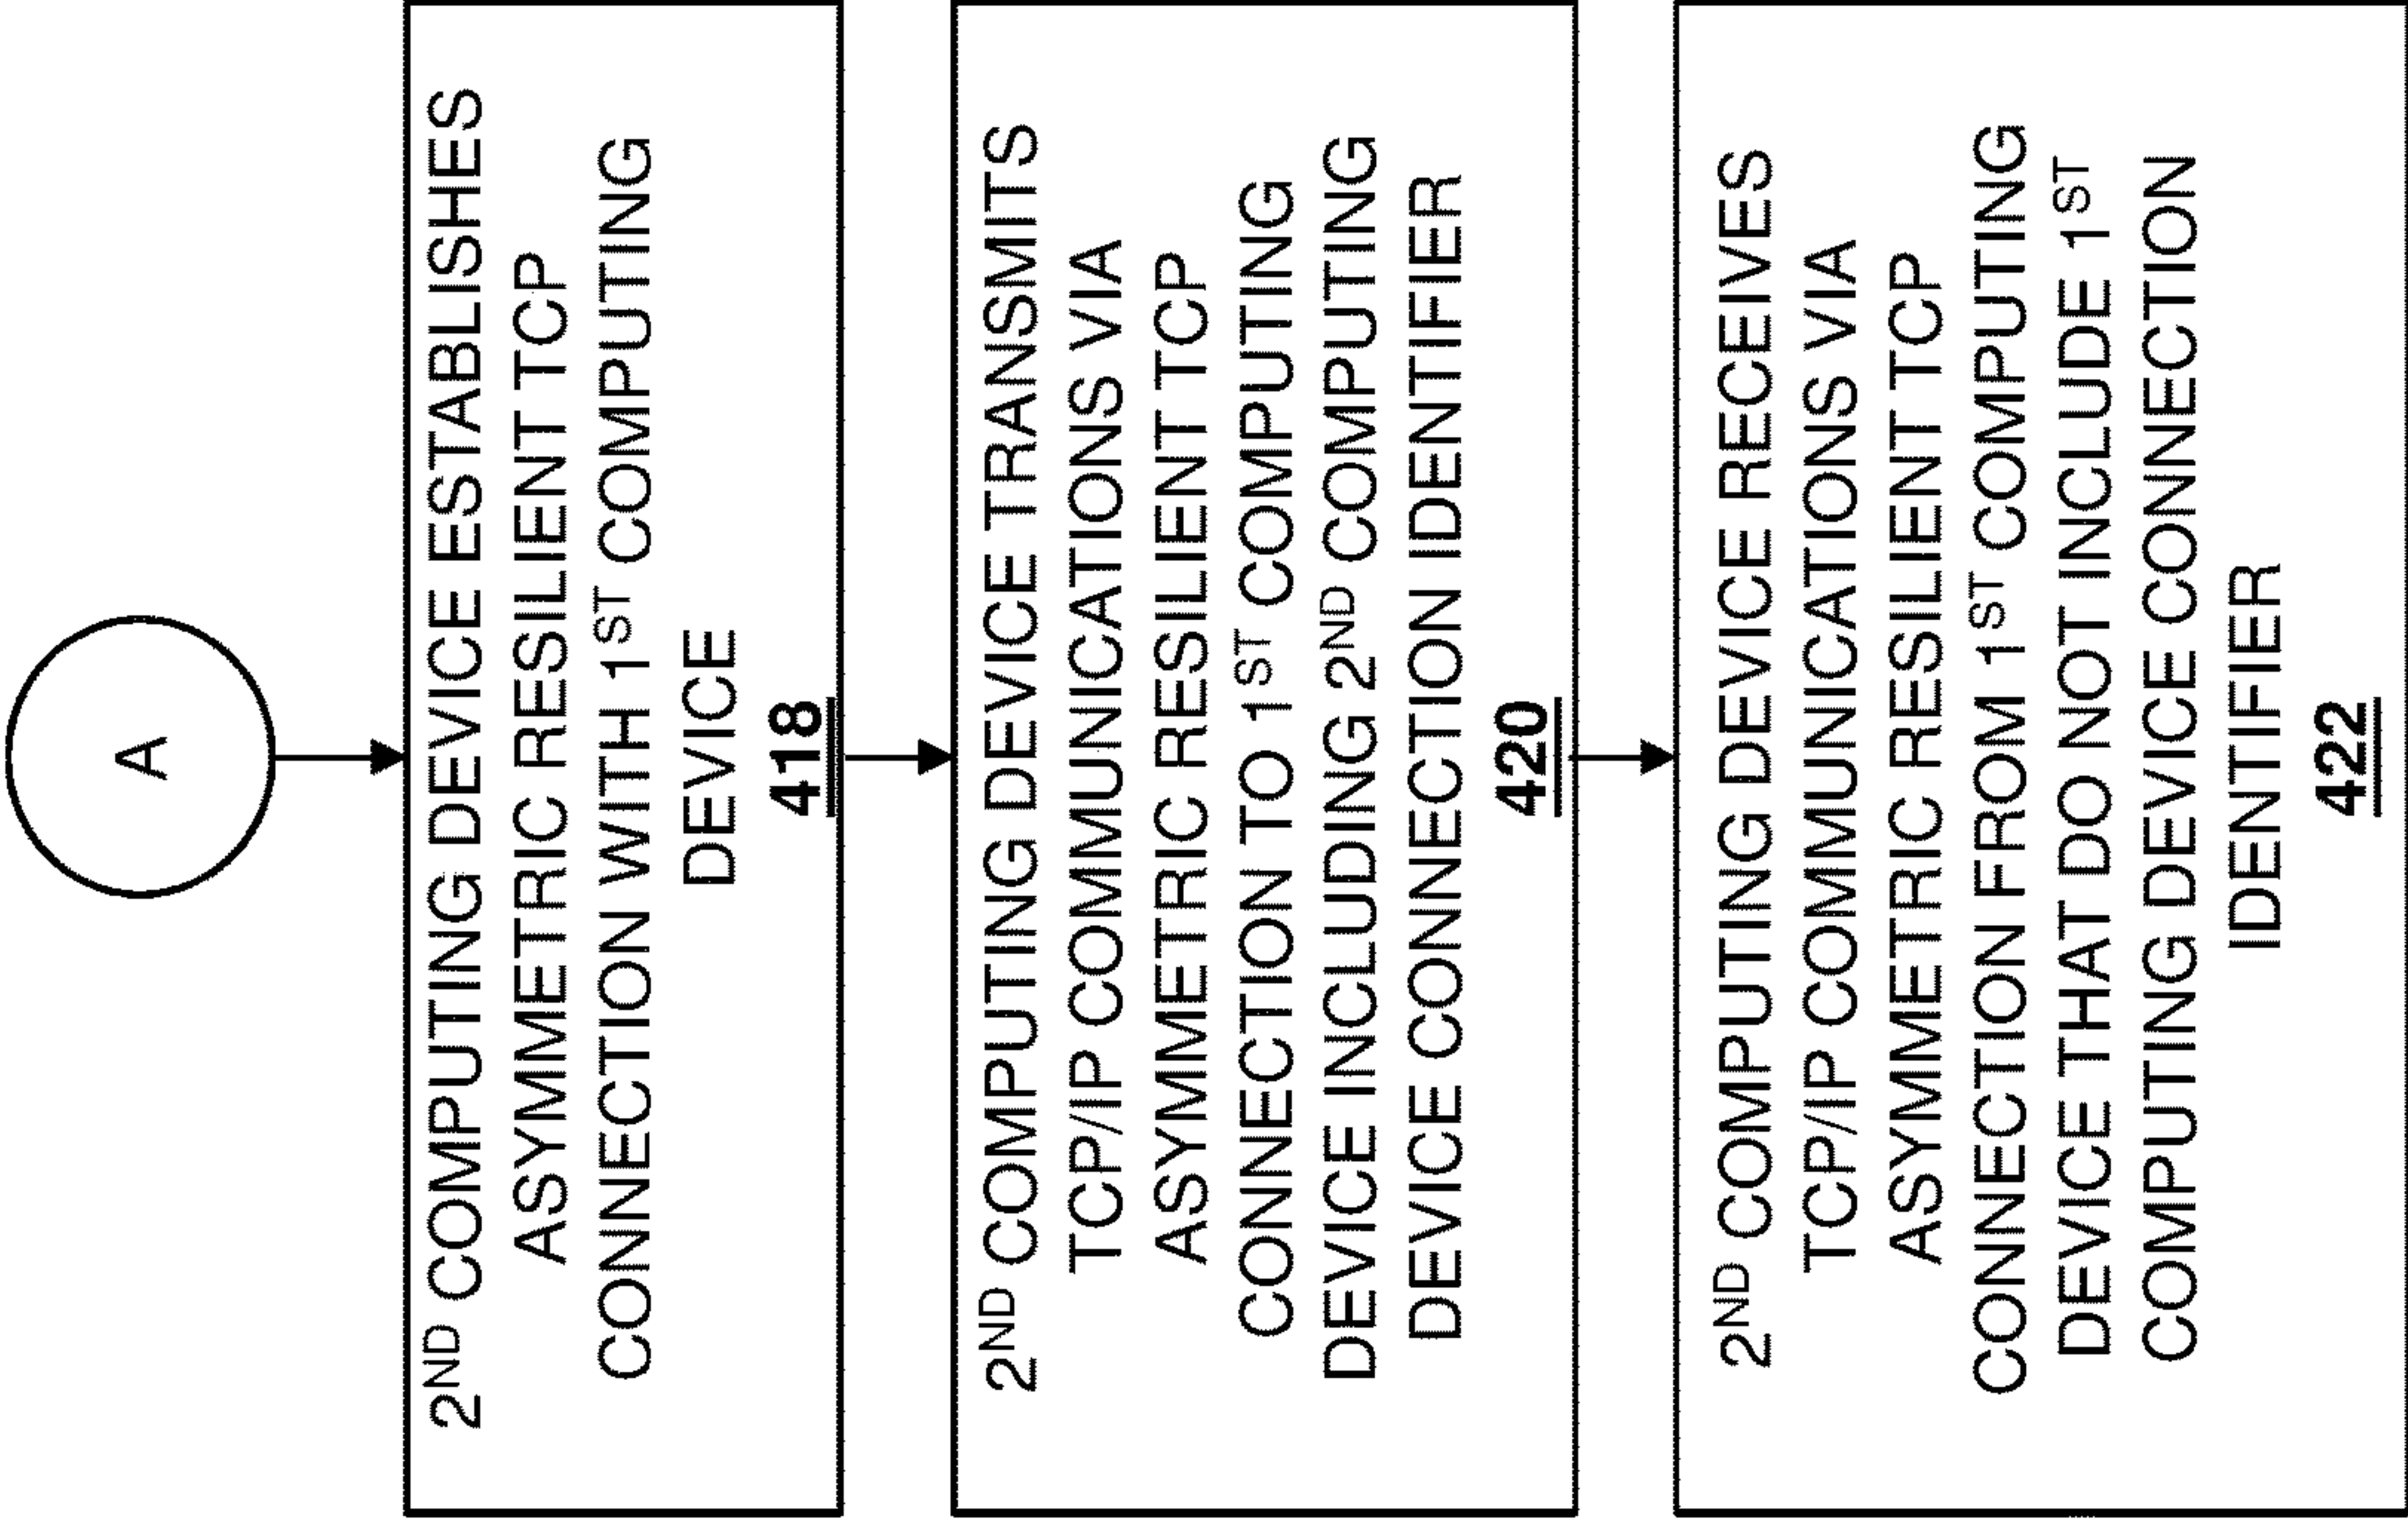 A
2ND COMPUTING DEVICE ESTABLISHES
ASYMMETRIC RESILIENT TCP
CONNECTION WITH 1ST COMPUTING
DEVICE
418
2ND COMPUTING DEVICE TRANSMITS
TCP/IP COMMUNICATIONS VIA
ASYMMETRIC RESILIENT TCP
CONNECTION TO 1ST COMPUTING
DEVICE INCLUDING 2ND COMPUTING
DEVICE CONNECTION IDENTIFIER
420
2ND COMPUTING DEVICE RECEIVES
TCP/IP COMMUNICATIONS VIA
ASYMMETRIC RESILIENT TCP
CONNECTION FROM 1ST COMPUTING
DEVICE THAT DO NOT INCLUDE 1ST
COMPUTING DEVICE CONNECTION
IDENTIFIER
422